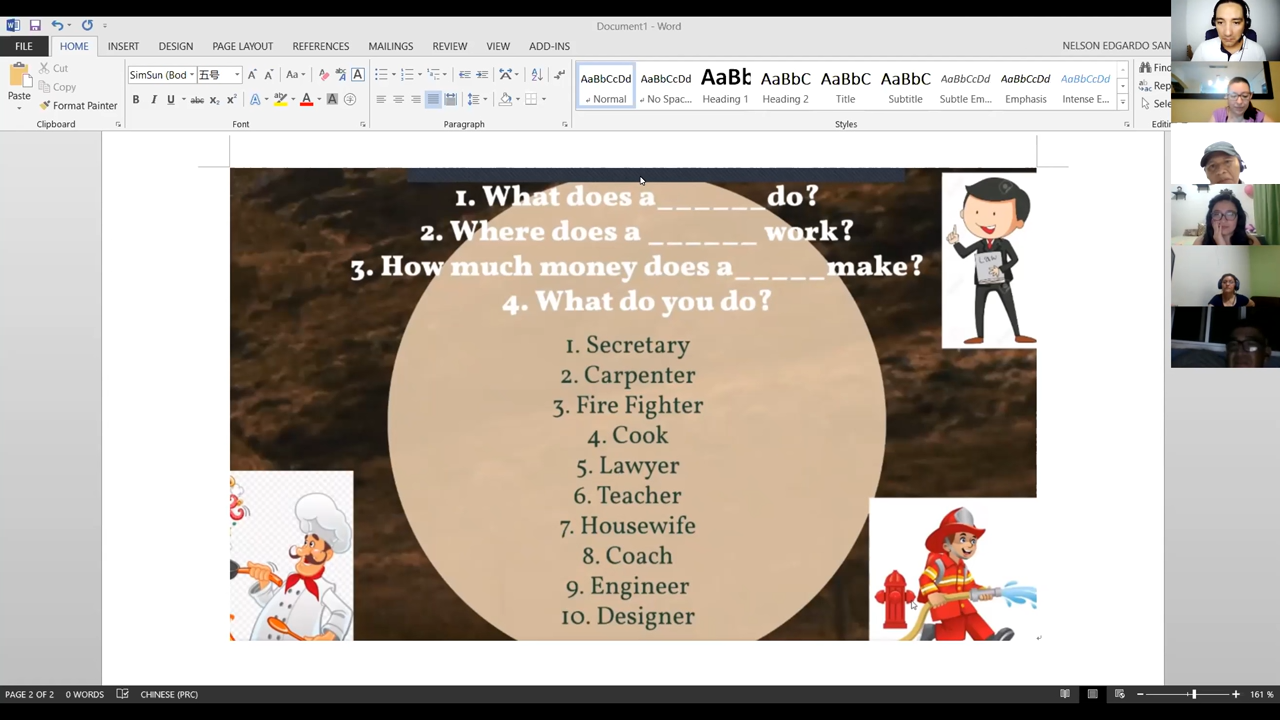 Document1 - Word
FILE HOME INSERT DESIGN PAGE LAYOUT REFERENCES MAILINGS REVIEW VIEW ADD-INS
NELSON EDGARDO SAN
Cut
Copy
Format Painter
Paste
SimSun (Bod 五号
AaBbCcDd AaBbCcDd AaBb AaBbC AaBbC AaBbC AaBbCcDd AaBbCcDd AaBbCcDd
Normal No Spac... Heading 1 Heading 2 Title Subtitle Subtle Em... Emphasis Intense E...
Find
Rep
Sele
Clipboard Font Paragraph Styles Editin
1. What does a______do?
2. Where does a ______ work?
3. How much money does a_____make?
4. What do you do?
1. Secretary
2. Carpenter
3. Fire Fighter
4. Cook
5. Lawyer
6. Teacher
7. Housewife
8. Coach
9. Engineer
10. Designer
LAW
PAGE 2 OF 2 0 WORDS CHINESE (PRC) 161 %